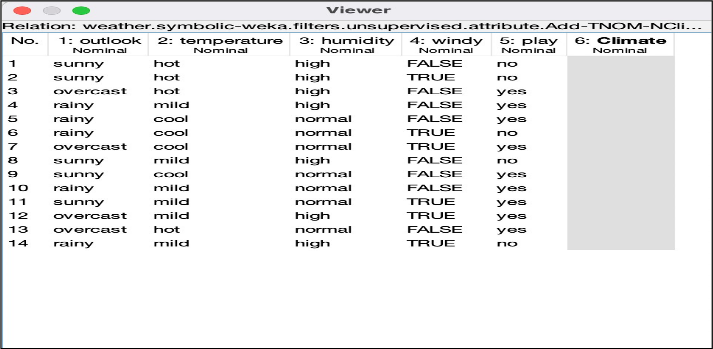 Viewer
Relation: weather.symbolic-weka.filters.unsupervised.attribute.Add-TNOM-NCli...
No. 1: outlook 2: temperature 3: humidity 4: windy 5: play 6: Climate
Nominal Nominal Nominal Nominal Nominal Nominal
1 sunny hot high FALSE no
2 sunny hot high TRUE no
3 overcast hot high FALSE yes
4 rainy mild high FALSE yes
5 rainy cool normal FALSE yes
6 rainy cool normal TRUE no
7 overcast cool normal TRUE yes
8 sunny mild high FALSE no
9 sunny cool normal FALSE yes
10 rainy mild normal FALSE yes
11 sunny mild normal TRUE yes
12 overcast mild high TRUE yes
13 overcast hot normal FALSE yes
14 rainy mild high TRUE no